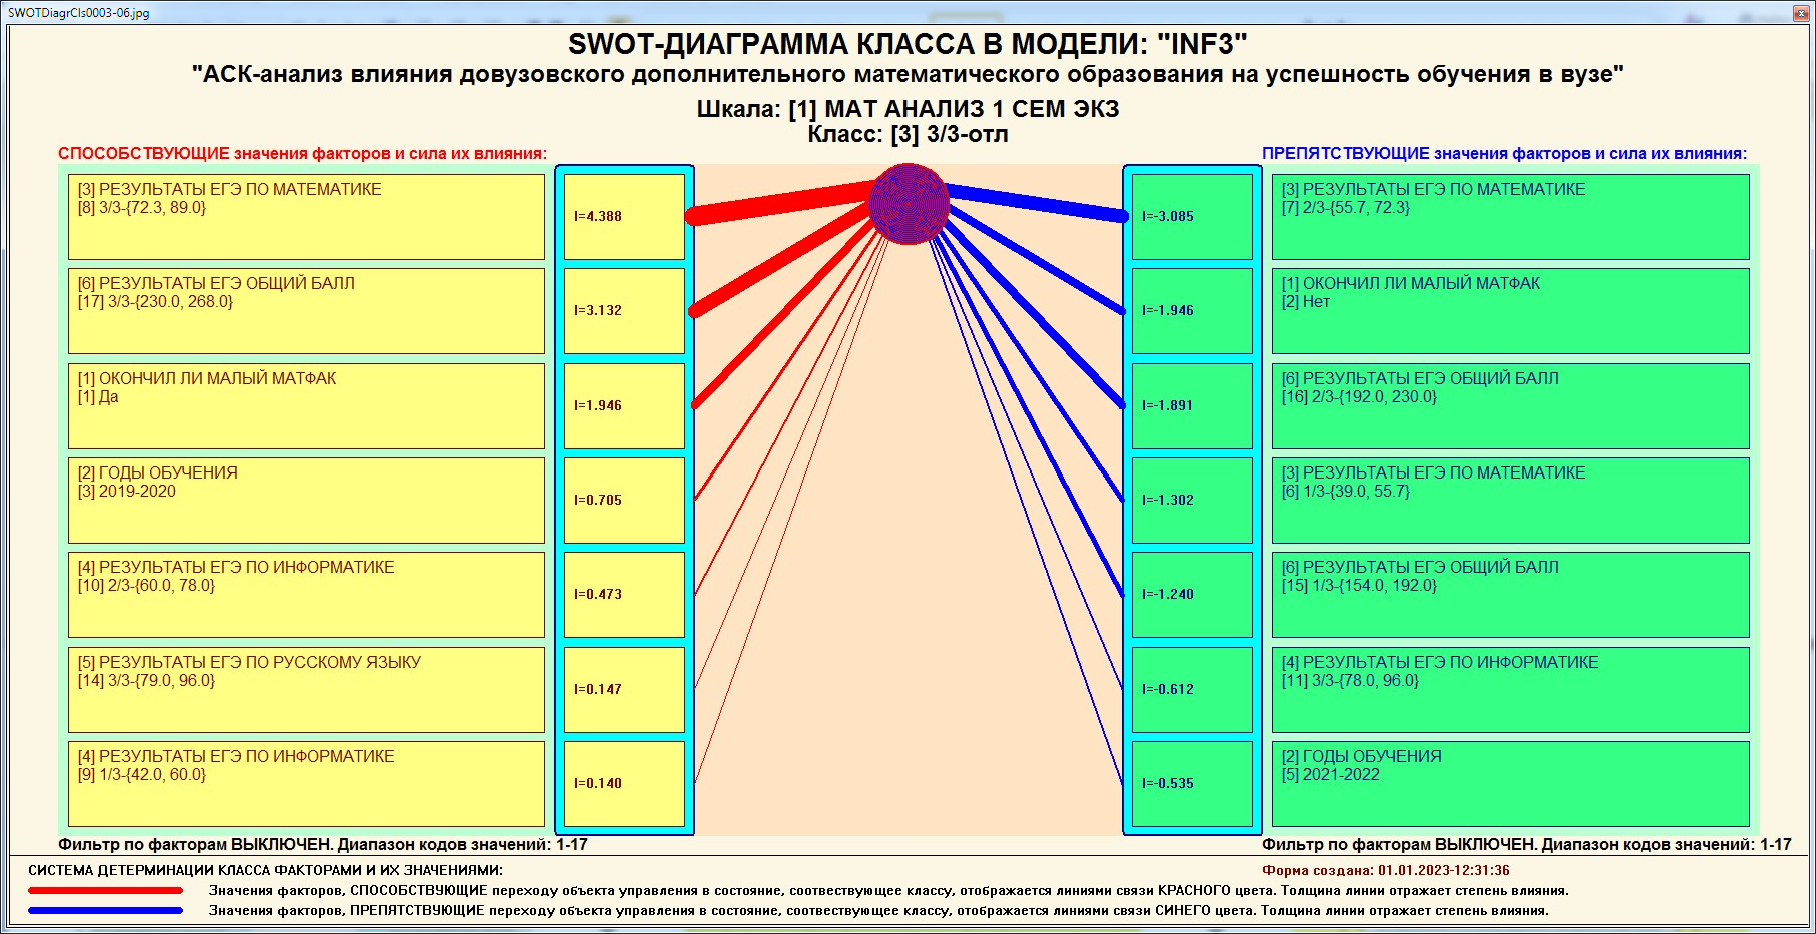 SWOTDiagrCls0003-06.jpg
SWOT-ДИАГРАММА КЛАССА В МОДЕЛИ: "INF3"
"АСК-анализ влияния довузовского дополнительного математического образования на успешность обучения в вузе"
Шкала: [1] МАТ АНАЛИЗ 1 СЕМ ЭКЗ
Класс: [3] 3/3-отл
СПОСОБСТВУЮЩИЕ значения факторов и сила их влияния:
[3] РЕЗУЛЬТАТЫ ЕГЭ ПО МАТЕМАТИКЕ
[8] 3/3-{72.3, 89.0}
I=4.388
[6] РЕЗУЛЬТАТЫ ЕГЭ ОБЩИЙ БАЛЛ
[17] 3/3-{230.0, 268.0}
I=3.132
[1] ОКОНЧИЛ ЛИ МАЛЫЙ МАТФАК
[1] Да
I=1.946
[2] ГОДЫ ОБУЧЕНИЯ
[3] 2019-2020
I=0.705
[4] РЕЗУЛЬТАТЫ ЕГЭ ПО ИНФОРМАТИКЕ
[10] 2/3-{60.0, 78.0}
I=0.473
[5] РЕЗУЛЬТАТЫ ЕГЭ ПО РУССКОМУ ЯЗЫКУ
[14] 3/3-{79.0, 96.0}
I=0.147
[4] РЕЗУЛЬТАТЫ ЕГЭ ПО ИНФОРМАТИКЕ
[9] 1/3-{42.0, 60.0}
I=0.140
Фильтр по факторам ВЫКЛЮЧЕН. Диапазон кодов значений: 1-17
ПРЕПЯТСТВУЮЩИЕ значения факторов и сила их влияния:
I=-3.085
[3] РЕЗУЛЬТАТЫ ЕГЭ ПО МАТЕМАТИКЕ
[7] 2/3-{55.7, 72.3}
I=-1.946
[1] ОКОНЧИЛ ЛИ МАЛЫЙ МАТФАК
[2] Нет
I=-1.891
[6] РЕЗУЛЬТАТЫ ЕГЭ ОБЩИЙ БАЛЛ
[16] 2/3-{192.0, 230.0}
I=-1.302
[3] РЕЗУЛЬТАТЫ ЕГЭ ПО МАТЕМАТИКЕ
[6] 1/3-{39.0, 55.7}
I=-1.240
[6] РЕЗУЛЬТАТЫ ЕГЭ ОБЩИЙ БАЛЛ
[15] 1/3-{154.0, 192.0}
I=-0.612
[4] РЕЗУЛЬТАТЫ ЕГЭ ПО ИНФОРМАТИКЕ
[11] 3/3-{78.0, 96.0}
I=-0.535
[2] ГОДЫ ОБУЧЕНИЯ
[5] 2021-2022
Фильтр по факторам ВЫКЛЮЧЕН. Диапазон кодов значений: 1-17
СИСТЕМА ДЕТЕРМИНАЦИИ КЛАССА ФАКТОРАМИ И ИХ ЗНАЧЕНИЯМИ:
Форма создана: 01.01.2023-12:31:36
Значения факторов, СПОСОБСТВУЮЩИЕ переходу объекта управления в состояние, соотвествующее классу, отображается линиями связи КРАСНОГО цвета. Толщина линии отражает степень влияния.
Значения факторов, ПРЕПЯТСТВУЮЩИЕ переходу объекта управления в состояние, соотвествующее классу, отображается линиями связи СИНЕГО цвета. Толщина линии отражает степень влияния.